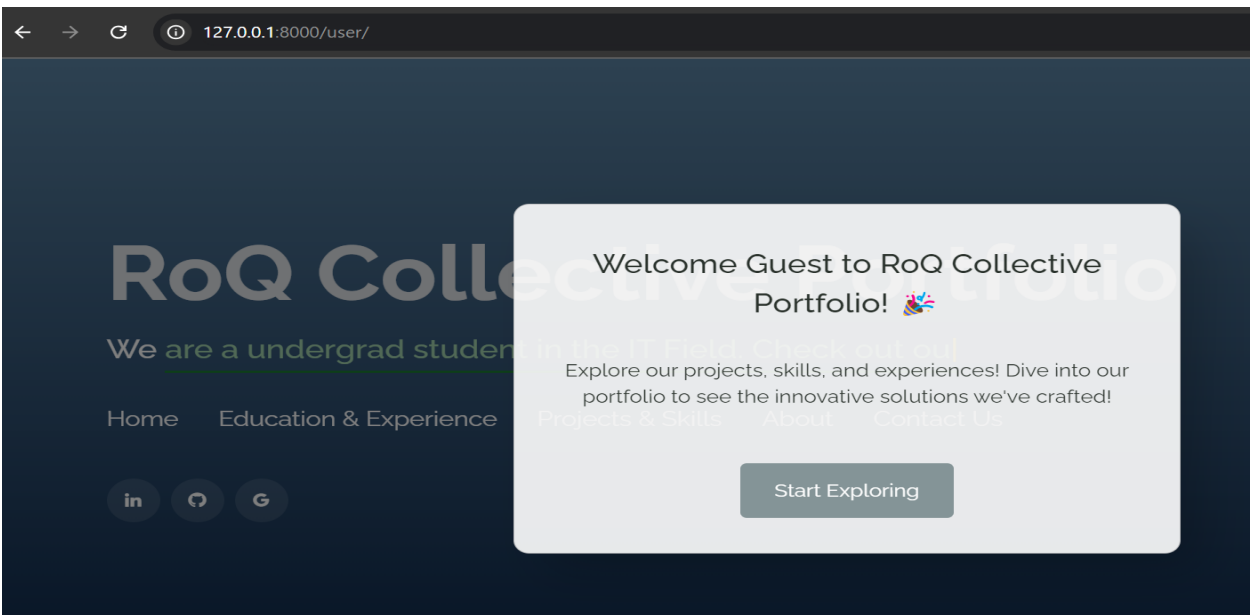 127.0.0.1:8000/user/
RoQ Collective Portfolio
We are a undergrad student in the IT Field. Check out ou|
Home Education & Experience Projects & Skills About Contact Us
in G
Welcome Guest to RoQ Collective
Portfolio! 🎉
Explore our projects, skills, and experiences! Dive into our
portfolio to see the innovative solutions we've crafted!
Start Exploring